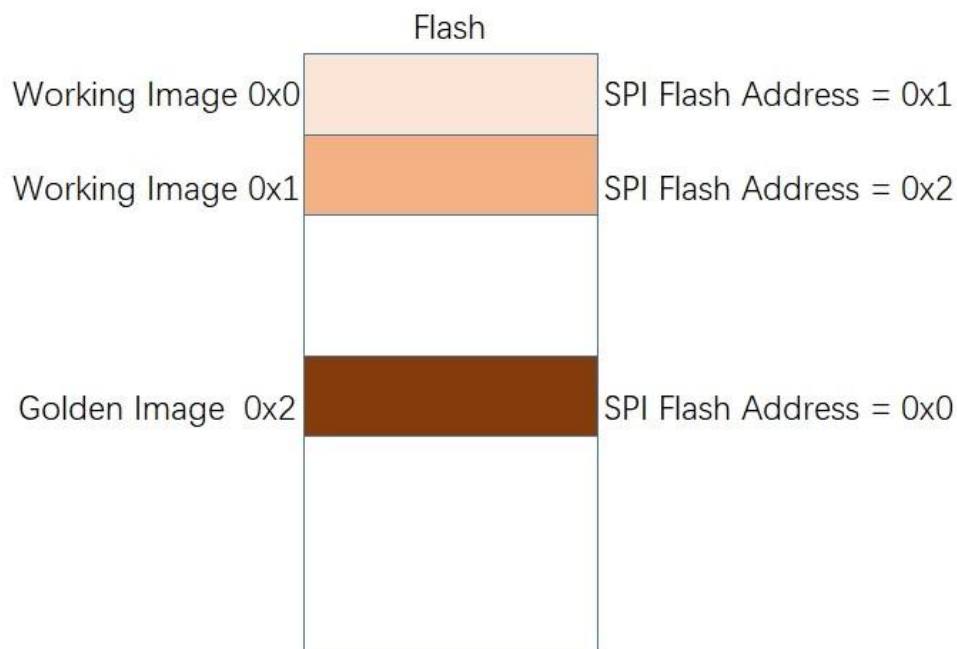 Flash
Working Image 0x0 SPI Flash Address = 0x1
Working Image 0x1 SPI Flash Address = 0x2
Golden Image 0x2 SPI Flash Address = 0x0